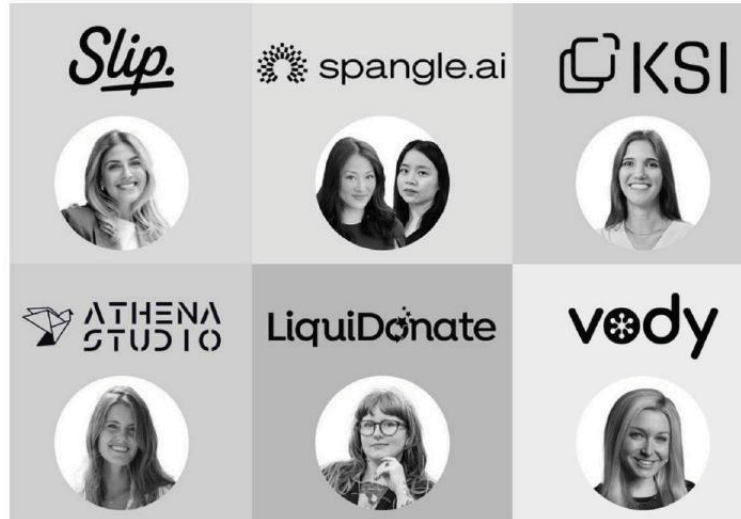 Slip.
spangle.ai
KSI
ATHENA
STUDIO
LiquiDonate
vody